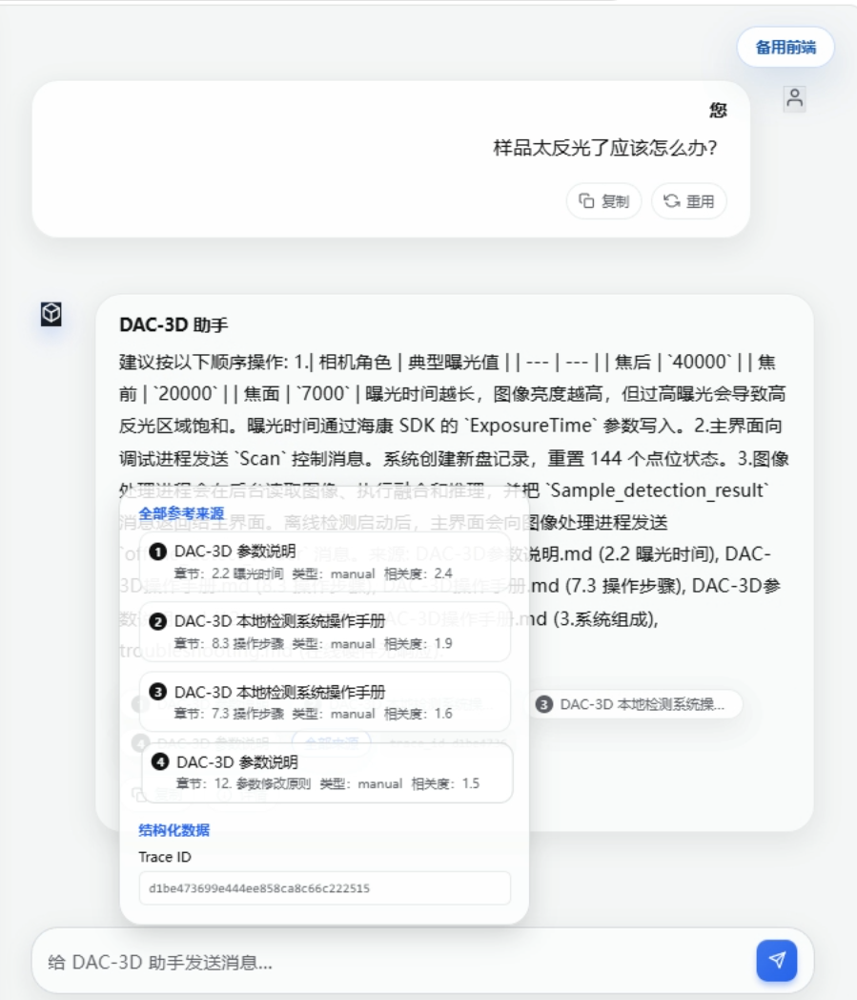 备用前端
您
样品太反光了应该怎么办?
复制
重用
DAC-3D 助手
建议按以下顺序操作: 1.| 相机角色 | 典型曝光值 | | --- | --- | | 焦后 | `40000` | | 焦
前 | `20000` | | 焦面 | `7000` | 曝光时间越长，图像亮度越高，但过高曝光会导致高
反光区域饱和。曝光时间通过海康 SDK 的 `ExposureTime` 参数写入。2.主界面向
调试进程发送 `Scan` 控制消息。系统创建新盘记录，重置 144 个点位状态。3.图像
处理进程会在后台读取图像、执行融合和推理，并把 `Sample_detection_result`
消息返回给主界面。离线检测启动后，主界面会向图像处理进程发送
消息。来源: DAC-3D参数说明.md (2.2 曝光时间), DAC-
3D操作手册.md (8.3 操作步骤), DAC-3D操作手册.md (7.3 操作步骤), DAC-3D参
DAC-3D操作手册.md (3.系统组成),
全部参考来源
1 DAC-3D 参数说明
章节: 2.2 曝光时间 类型: manual 相关度: 2.4
2 DAC-3D 本地检测系统操作手册
章节: 8.3 操作步骤 类型: manual 相关度: 1.9
3 DAC-3D 本地检测系统操作手册
章节: 7.3 操作步骤 类型: manual 相关度: 1.6
4 DAC-3D 参数说明
章节: 12. 参数修改原则 类型: manual 相关度: 1.5
3 DAC-3D 本地检测系统操...
结构化数据
Trace ID
d1be473699e444ee858ca8c66c222515
给 DAC-3D 助手发送消息...